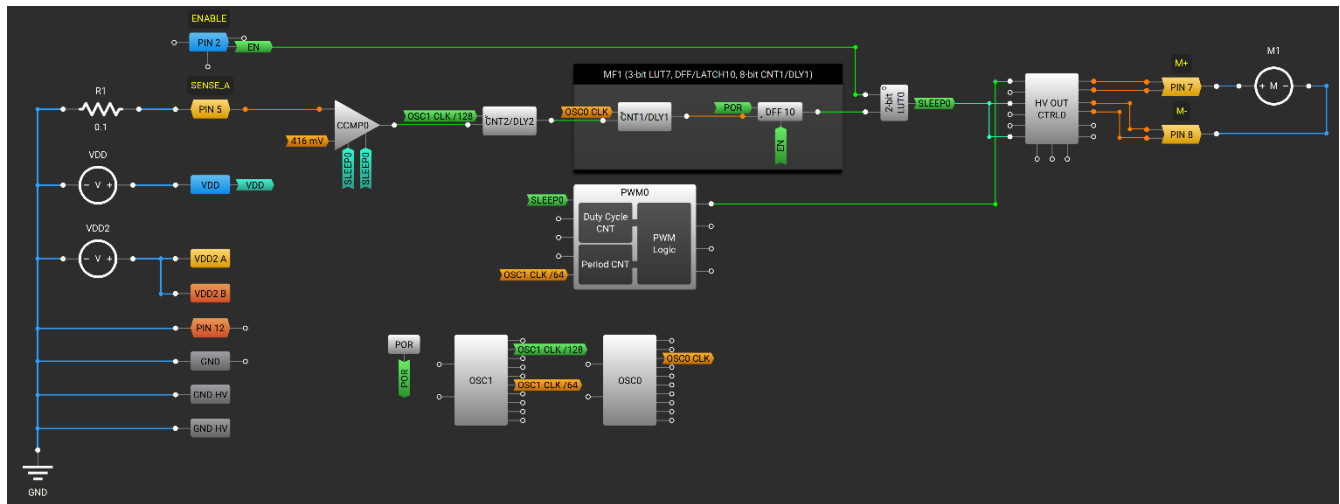 ENABLE
PIN 2
EN
R1
0.1
SENSE_A
PIN 5
416 mV
CCMP0
SLEEP0
SLEEP0
OSC1 CLK /128
CNT2/DLY2
MF1 (3-bit LUT7, DFF/LATCH10, 8-bit CNT1/DLY1)
OSC0 CLK
CNT1/DLY1
POR
DFF 10
EN
2-bit
LUT0
SLEEP0
HV OUT
CTRL0
M+
PIN 7
M-
PIN 8
M1
M -
VDD
- V +
VDD
VDD
VDD2
- V +
VDD2 A
VDD2 B
PIN 12
GND
GND HV
GND HV
GND
PWM0
SLEEP0
Duty Cycle
CNT
Period CNT
PWM
Logic
OSC1 CLK /64
POR
POR
OSC1
OSC1 CLK /128
OSC1 CLK /64
OSC0
OSC0 CLK